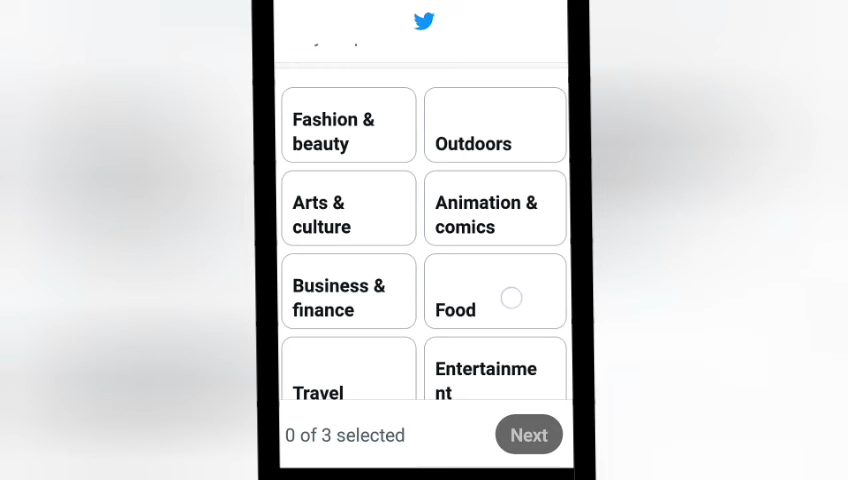 Fashion &
beauty
Outdoors
Arts &
culture
Animation &
comics
Business &
finance
Food
Travel
Entertainme
nt
0 of 3 selected
Next